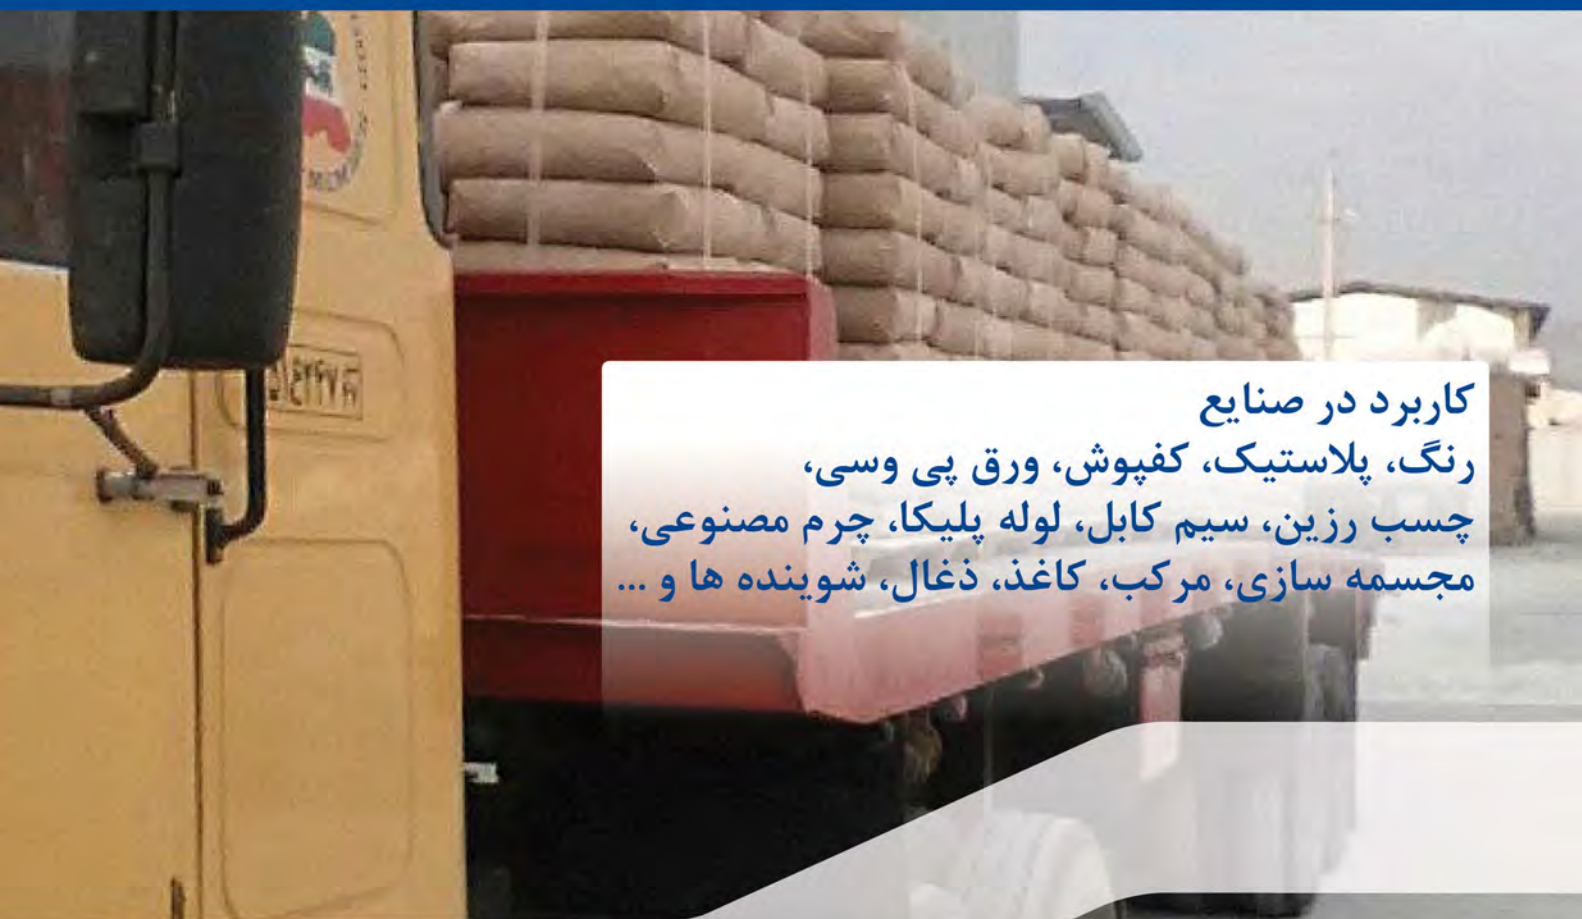 کاربرد در صنایع
رنگ، پلاستیک، کفپوش، ورق پی وسی،
چسب رزین، سیم کابل، لوله پلیکا، چرم مصنوعی،
مجسمه سازی، مرکب، کاغذ، ذغال، شوینده ها و ...